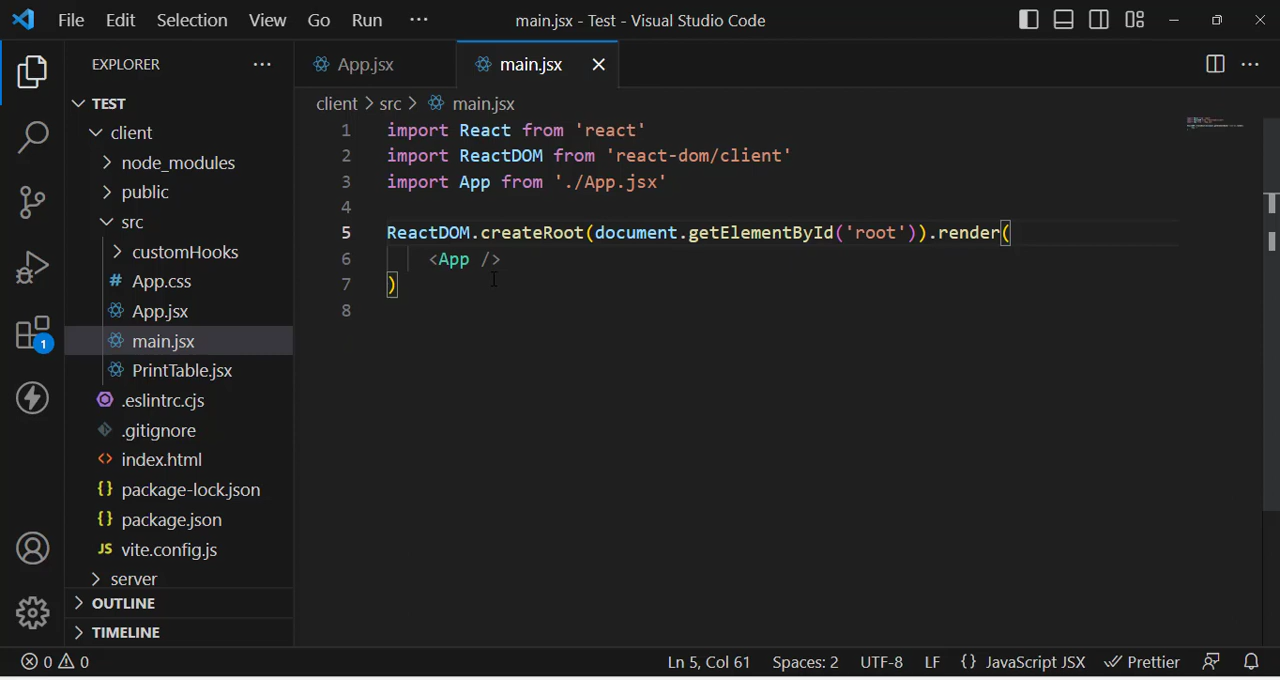 File Edit Selection View Go Run ··· main.jsx - Test - Visual Studio Code
EXPLORER ···
TEST
client
node_modules
public
src
customHooks
# App.css
App.jsx
main.jsx
PrintTable.jsx
.eslintrc.cjs
.gitignore
<> index.html
{} package-lock.json
{} package.json
JS vite.config.js
server
OUTLINE
TIMELINE
1
App.jsx main.jsx
client > src > main.jsx
1 import React from 'react'
2 import ReactDOM from 'react-dom/client'
3 import App from './App.jsx'
4
5 ReactDOM.createRoot(document.getElementById('root')).render(
6 <App />
7 )
8
0 0 Ln 5, Col 61 Spaces: 2 UTF-8 LF {} JavaScript JSX Prettier